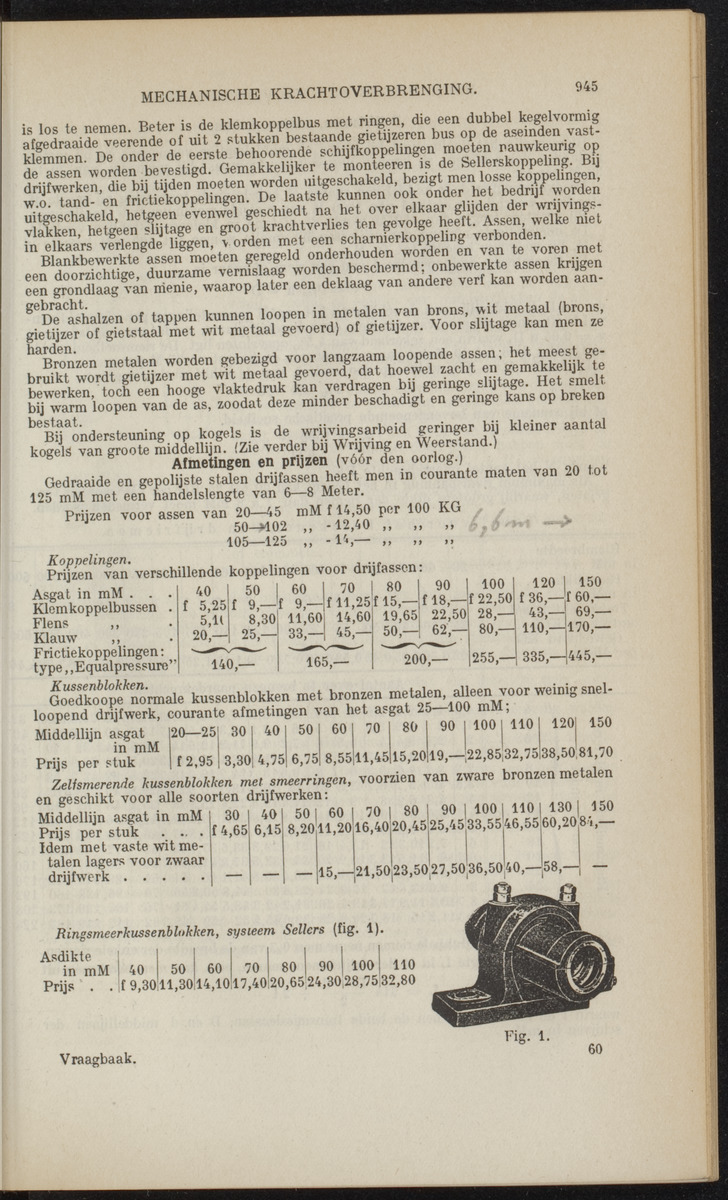 MECHANISCHE KRACHTOVERBRENGING. 945
is los te nemen. Beter is de klemkoppelbus met ringen, die een dubbel kegelvormig
afgedraaide veerende of uit 2 stukken bestaande gietijzeren bus op de aseinden vast-
klemmen. De onder de eerste behoorende schijfkoppelingen moeten nauwkeurig op
de assen worden bevestigd. Gemakkelijker te monteeren is de Sellerskoppeling. Bij
drijfwerken, die bij tijden moeten worden uitgeschakeld, bezigt men losse koppelingen,
w.o. tand- en frictiekoppelingen. De laatste kunnen ook onder het bedrijf worden
uitgeschakeld, hetgeen evenwel geschiedt na het over elkaar glijden der wrijvings-
vlakken, hetgeen slijtage en groot krachtverlies ten gevolge heeft. Assen, welke niet
in elkaars verlengde liggen, worden met een scharnierkoppeling verbonden.
Blankbewerkte assen moeten geregeld onderhouden worden en van te voren met
een doorzichtige, duurzame vernislaag worden beschermd; onbewerkte assen krijgen
een grondlaag van menie, waarop later een deklaag van andere verf kan worden aan-
gebracht.
De ashalzen of tappen kunnen loopen in metalen van brons, wit metaal (brons,
gietijzer of gietstaal met wit metaal gevoerd) of gietijzer. Voor slijtage kan men ze
harden.
Bronzen metalen worden gebezigd voor langzaam loopende assen; het meest ge-
bruikt wordt gietijzer met wit metaal gevoerd, dat hoewel zacht en gemakkelijk te
bewerken, toch een hooge vlaktedruk kan verdragen bij geringe slijtage. Het smelt
bij warm loopen van de as, zoodat deze minder beschadigt en geringe kans op breken
bestaat.
Bij ondersteuning op kogels is de wrijvingsarbeid geringer bij kleiner aantal
kogels van groote middellijn. (Zie verder bij Wrijving en Weerstand.)
Afmetingen en prijzen (vóór den oorlog.)
Gedraaide en gepolijste stalen drijfassen heeft men in courante maten van 20 tot
125 mM met een handelslengte van 6—8 Meter.
Prijzen voor assen van 20—45 mM f 14,50 per 100 KG
50—102 ,, - 12,40 ,, ,, ,, 6,6 m →
105—125 ,, - 14,— ,, ,, ,,
Koppelingen.
Prijzen van verschillende koppelingen voor drijfassen:
Asgat in mM . . . 40 50 60 70 80 90 100 120 150
Klemkoppelbussen . f 5,25 f 9,— f 9,— f 11,25 f 15,— f 18,— f 22,50 f 36,— f 60,—
Flens ,, . 5,10 8,30 11,60 14,60 19,65 22,50 28,— 43,— 69,—
Klauw ,, . 20,— 25,— 33,— 45,— 50,— 62,— 80,— 110,— 170,—
Frictiekoppelingen:
type „Equalpressure” 140,— 165,— 200,— 255,— 335,— 445,—
Kussenblokken.
Goedkoope normale kussenblokken met bronzen metalen, alleen voor weinig snel-
loopend drijfwerk, courante afmetingen van het asgat 25—100 mM;
Middellijn asgat 20—25 30 40 50 60 70 80 90 100 110 120 150
in mM
Prijs per stuk f 2,95 3,30 4,75 6,75 8,55 11,45 15,20 19,— 22,85 32,75 38,50 81,70
Zelfsmerende kussenblokken met smeerringen, voorzien van zware bronzen metalen
en geschikt voor alle soorten drijfwerken:
Middellijn asgat in mM 30 40 50 60 70 80 90 100 110 130 150
Prijs per stuk . . . f 4,65 6,15 8,20 11,20 16,40 20,45 25,45 33,55 46,55 60,20 84,—
Idem met vaste wit me-
talen lagers voor zwaar
drijfwerk . . . . . — — — 15,— 21,50 23,50 27,50 36,50 40,— 58,— —
Ringsmeerkussenblokken, systeem Sellers (fig. 1).
Asdikte
in mM 40 50 60 70 80 90 100 110
Prijs . . f 9,30 11,30 14,10 17,40 20,65 24,30 28,75 32,80
Fig. 1.
Vraagbaak. 60